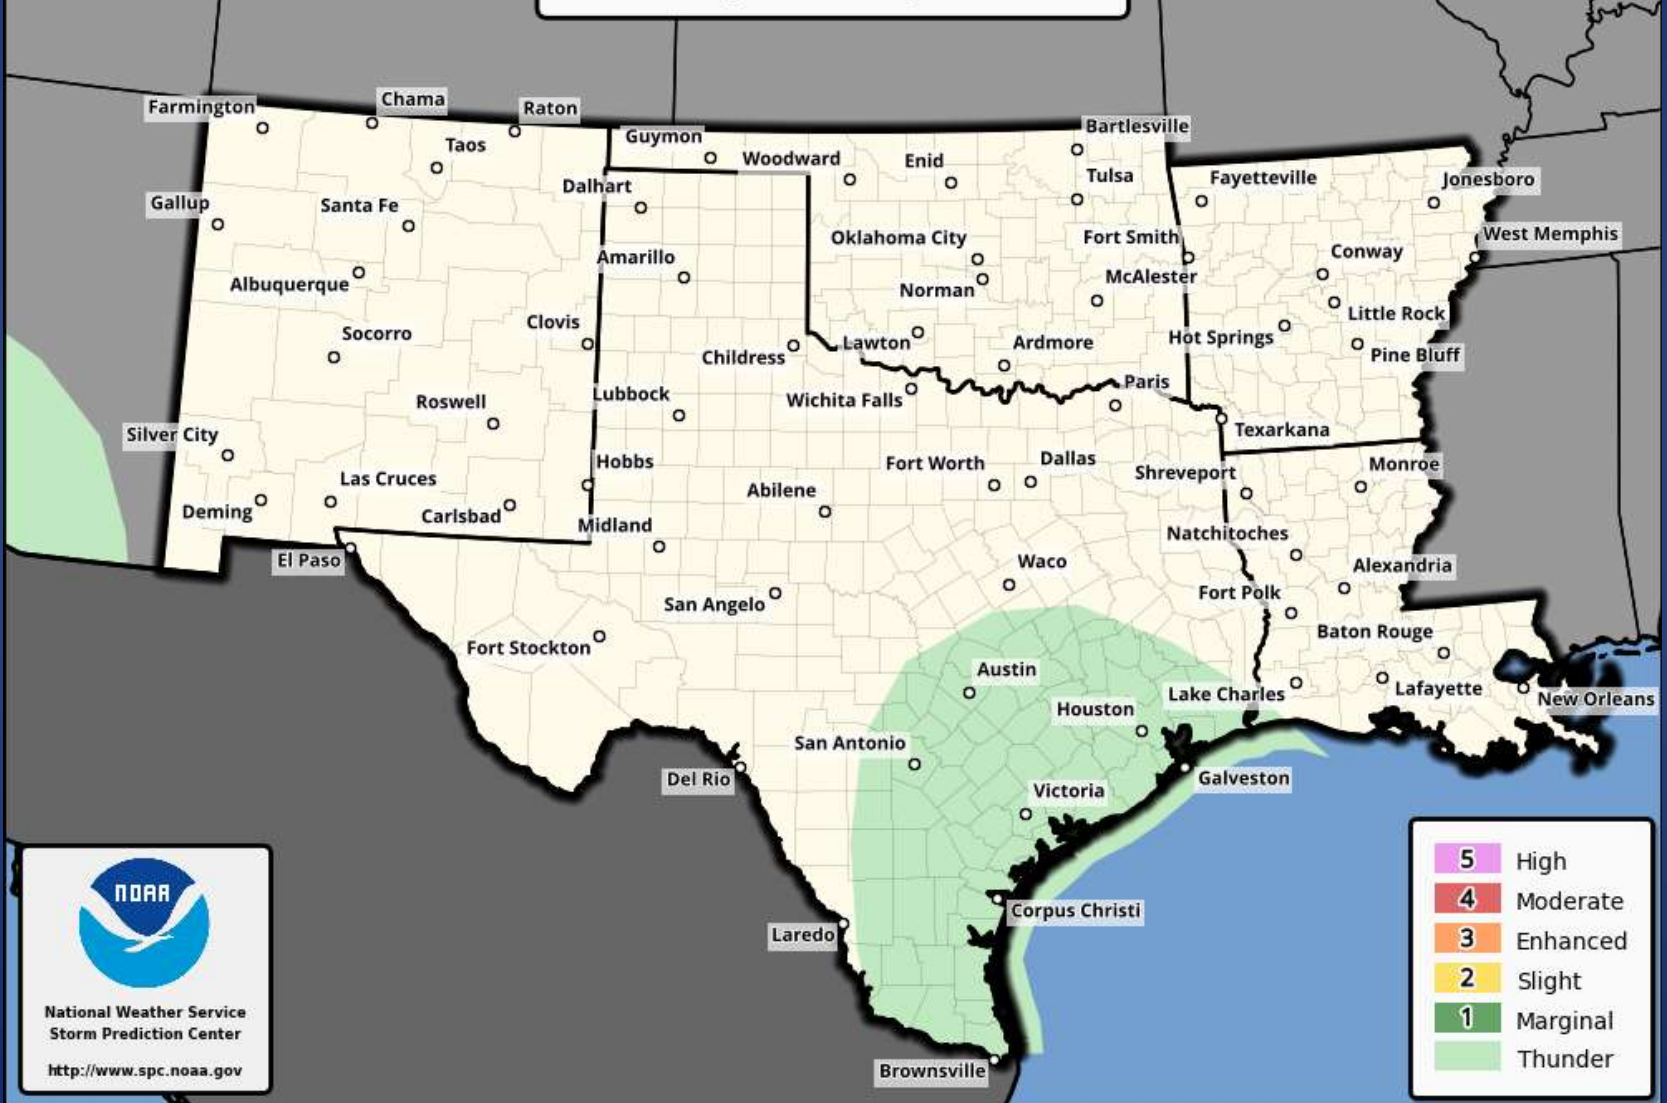 Farmington
Chama
Raton
Guymon
Bartlesville
Taos
Woodward
Enid
Tulsa
Fayetteville
Jonesboro
Dalhart
Gallup
Santa Fe
Oklahoma City
Fort Smith
West Memphis
Amarillo
Conway
Albuquerque
Norman
McAlester
Little Rock
Socorro
Clovis
Childress
Lawton
Ardmore
Hot Springs
Pine Bluff
Roswell
Lubbock
Wichita Falls
Paris
Texarkana
Silver City
Hobbs
Fort Worth
Dallas
Shreveport
Monroe
Las Cruces
Abilene
Deming
Carlsbad
Midland
Natchitoches
El Paso
Waco
Alexandria
San Angelo
Fort Polk
Fort Stockton
Baton Rouge
Austin
Lake Charles
Lafayette
New Orleans
Houston
San Antonio
Del Rio
Galveston
Victoria
Corpus Christi
Laredo
Brownsville
NOAA
National Weather Service
Storm Prediction Center
http://www.spc.noaa.gov
5 High
4 Moderate
3 Enhanced
2 Slight
1 Marginal
Thunder